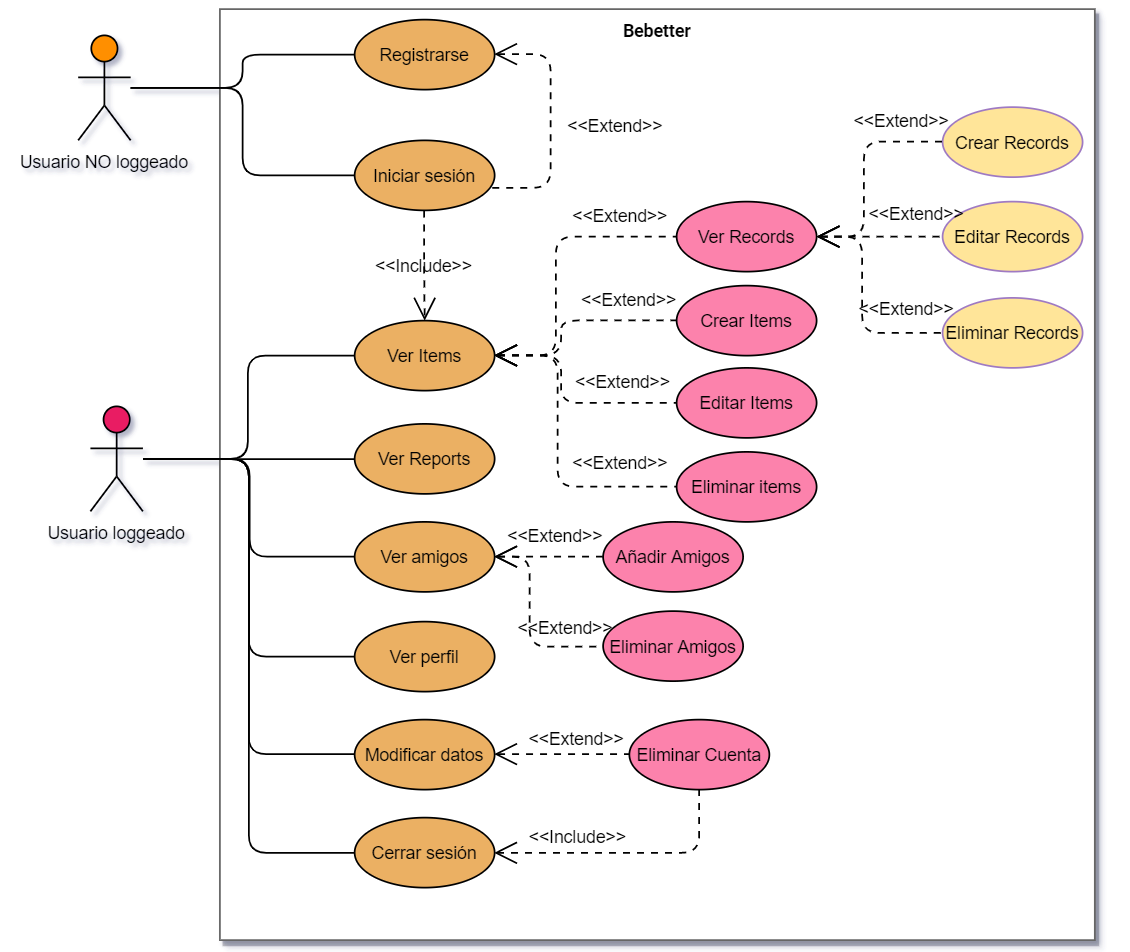 Bebetter
Usuario NO loggeado
Registrarse
<<Extend>>
Iniciar sesión
<<Include>>
Usuario loggeado
Ver Items
<<Extend>>
Ver Records
<<Extend>>
Crear Records
<<Extend>>
Editar Records
<<Extend>>
Eliminar Records
<<Extend>>
Crear Items
<<Extend>>
Editar Items
<<Extend>>
Eliminar items
Ver Reports
Ver amigos
<<Extend>>
Añadir Amigos
<<Extend>>
Eliminar Amigos
Ver perfil
Modificar datos
<<Extend>>
Eliminar Cuenta
<<Include>>
Cerrar sesión